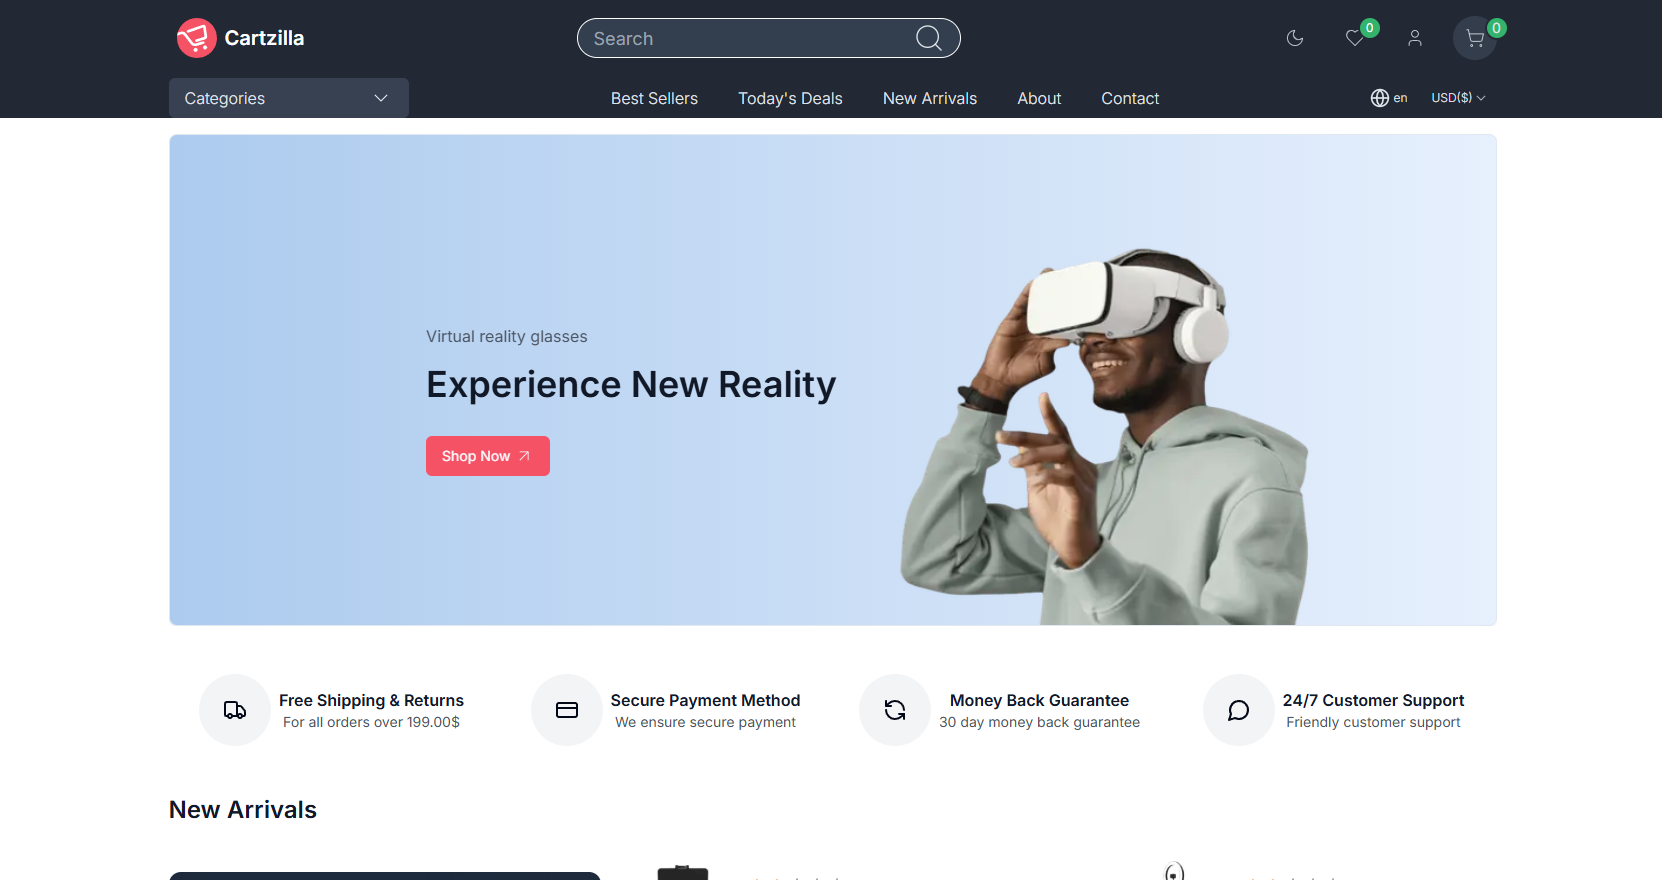 Cartzilla
Search
0
0
Categories
Best Sellers
Today's Deals
New Arrivals
About
Contact
en
USD($)
Virtual reality glasses
Experience New Reality
Shop Now
Free Shipping & Returns
For all orders over 199.00$
Secure Payment Method
We ensure secure payment
Money Back Guarantee
30 day money back guarantee
24/7 Customer Support
Friendly customer support
New Arrivals